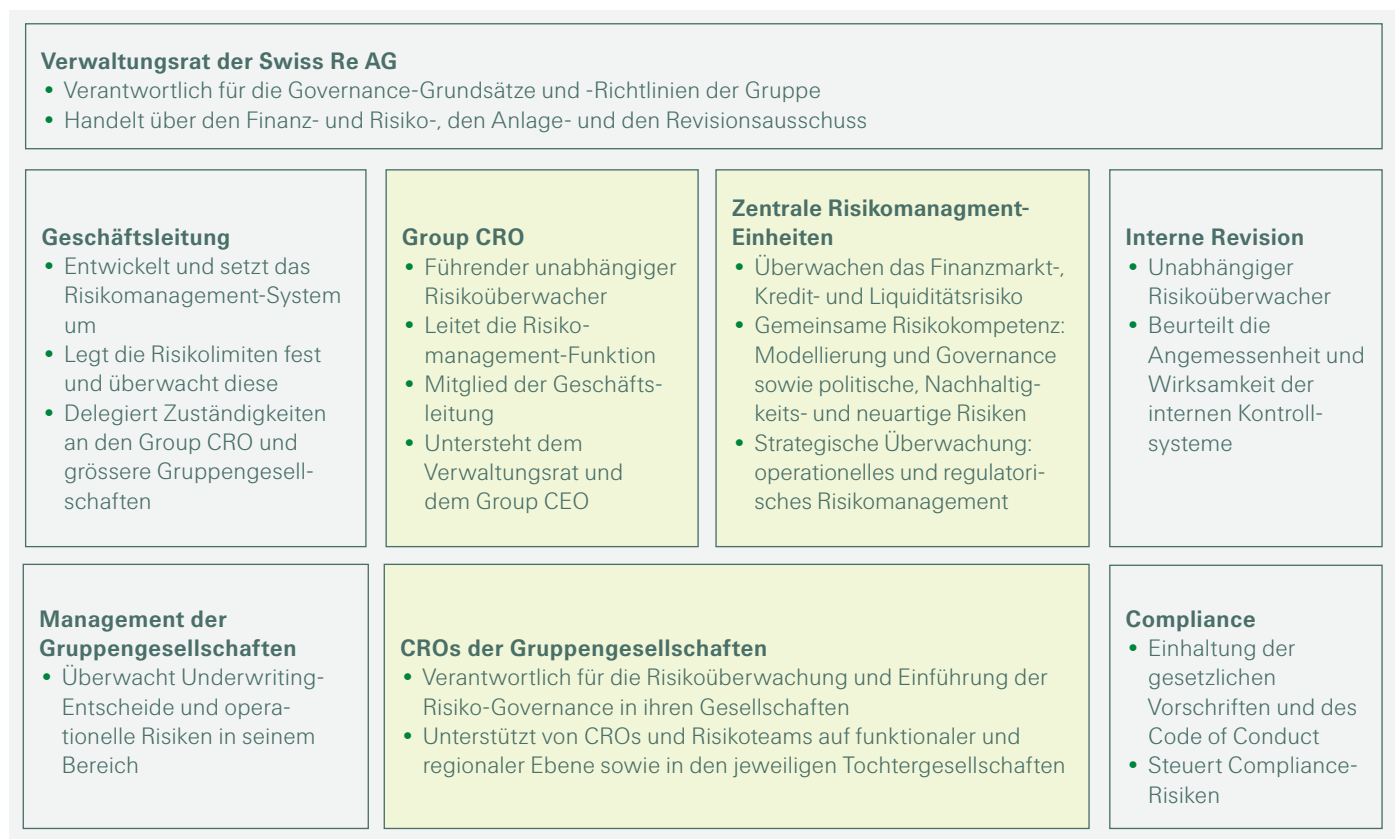 Verwaltungsrat der Swiss Re AG
• Verantwortlich für die Governance-Grundsätze und -Richtlinien der Gruppe
• Handelt über den Finanz- und Risiko-, den Anlage- und den Revisionsausschuss
Geschäftsleitung
• Entwickelt und setzt das
Risikomanagement-System
um
• Legt die Risikolimiten fest
und überwacht diese
• Delegiert Zuständigkeiten
an den Group CRO und
grössere Gruppengesell-
schaften
Group CRO
• Führender unabhängiger
Risikoüberwacher
• Leitet die Risiko-
management-Funktion
• Mitglied der Geschäfts-
leitung
• Untersteht dem
Verwaltungsrat und
dem Group CEO
Zentrale Risikomanagment-
Einheiten
• Überwachen das Finanzmarkt-,
Kredit- und Liquiditätsrisiko
• Gemeinsame Risikokompetenz:
Modellierung und Governance
sowie politische, Nachhaltig-
keits- und neuartige Risiken
• Strategische Überwachung:
operationelles und regulatori-
sches Risikomanagement
Interne Revision
• Unabhängiger
Risikoüberwacher
• Beurteilt die
Angemessenheit und
Wirksamkeit der
internen Kontroll-
systeme
Management der
Gruppengesellschaften
• Überwacht Underwriting-
Entscheide und opera-
tionelle Risiken in seinem
Bereich
CROs der Gruppengesellschaften
• Verantwortlich für die Risikoüberwachung und Einführung der
Risiko-Governance in ihren Gesellschaften
• Unterstützt von CROs und Risikoteams auf funktionaler und
regionaler Ebene sowie in den jeweiligen Tochtergesellschaften
Compliance
• Einhaltung der
gesetzlichen
Vorschriften und des
Code of Conduct
• Steuert Compliance-
Risiken